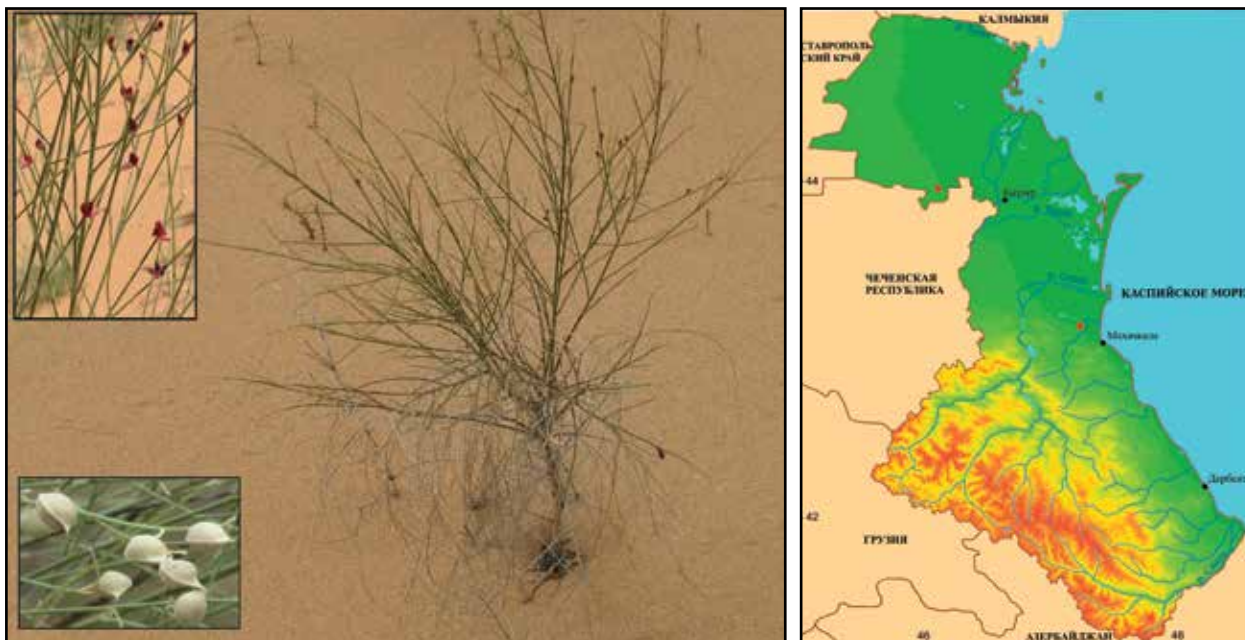 КАЛМЫКИЯ
СТАВРОПОЛЬ-
СКИЙ КРАЙ
44
Кизляр
ЧЕЧЕНСКАЯ
РЕСПУБЛИКА
КАСПИЙСКОЕ МОРЕ
Махачкала
Дербент
42
ГРУЗИЯ
46
АЗЕРБАЙДЖАН
48